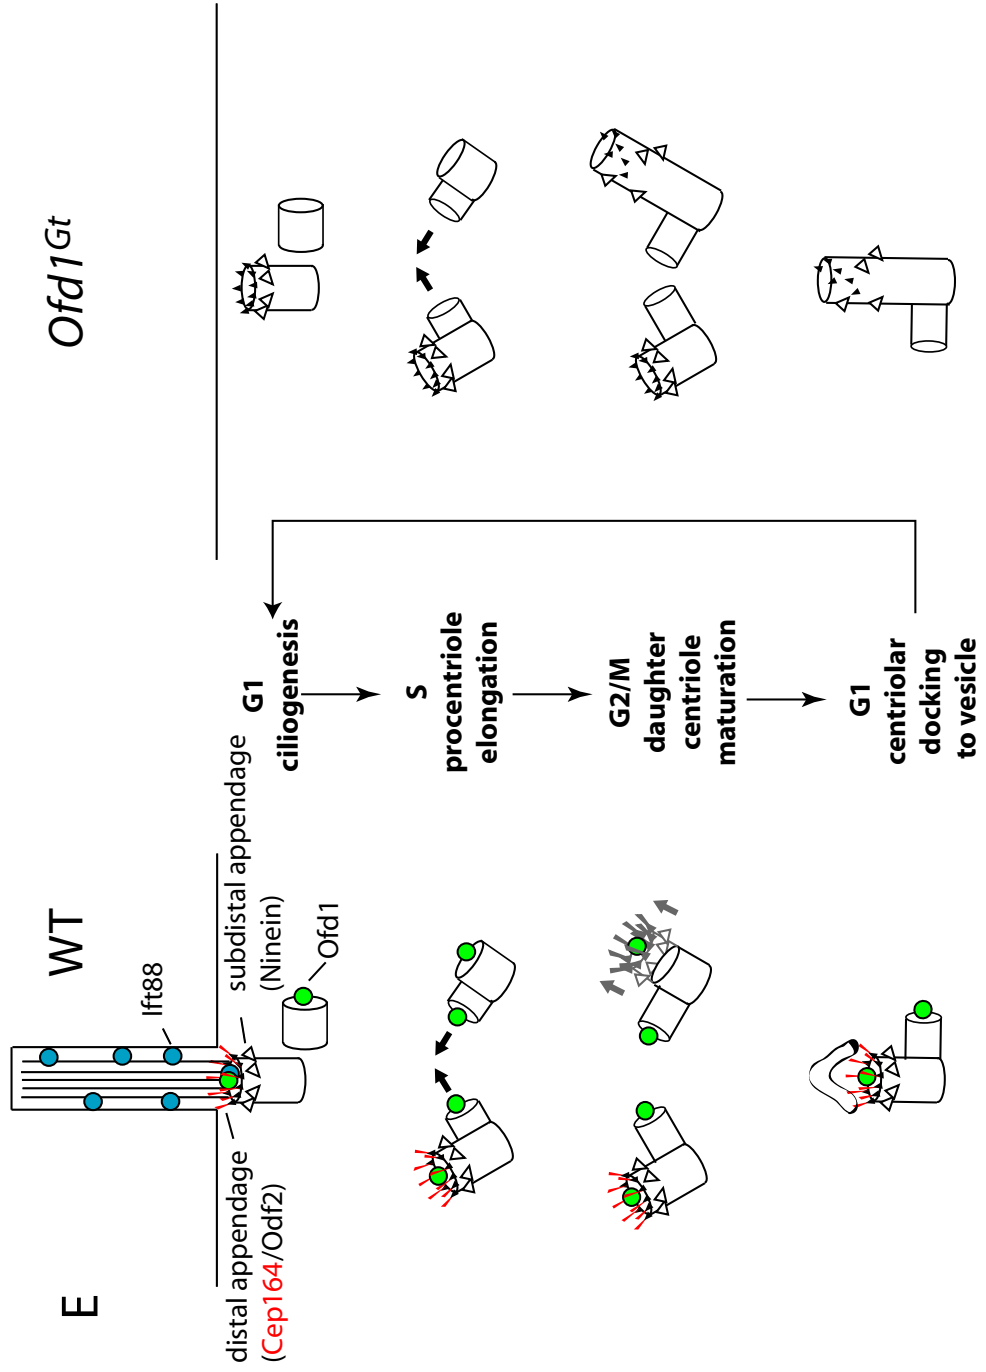 E
WT
Ofd1Gt
Ift88
distal appendage
(Cep164/Odf2)
subdistal appendage
(Ninein)
Ofd1
G1
ciliogenesis
S
procentriole
elongation
G2/M
daughter
centriole
maturation
G1
centriolar
docking
to vesicle